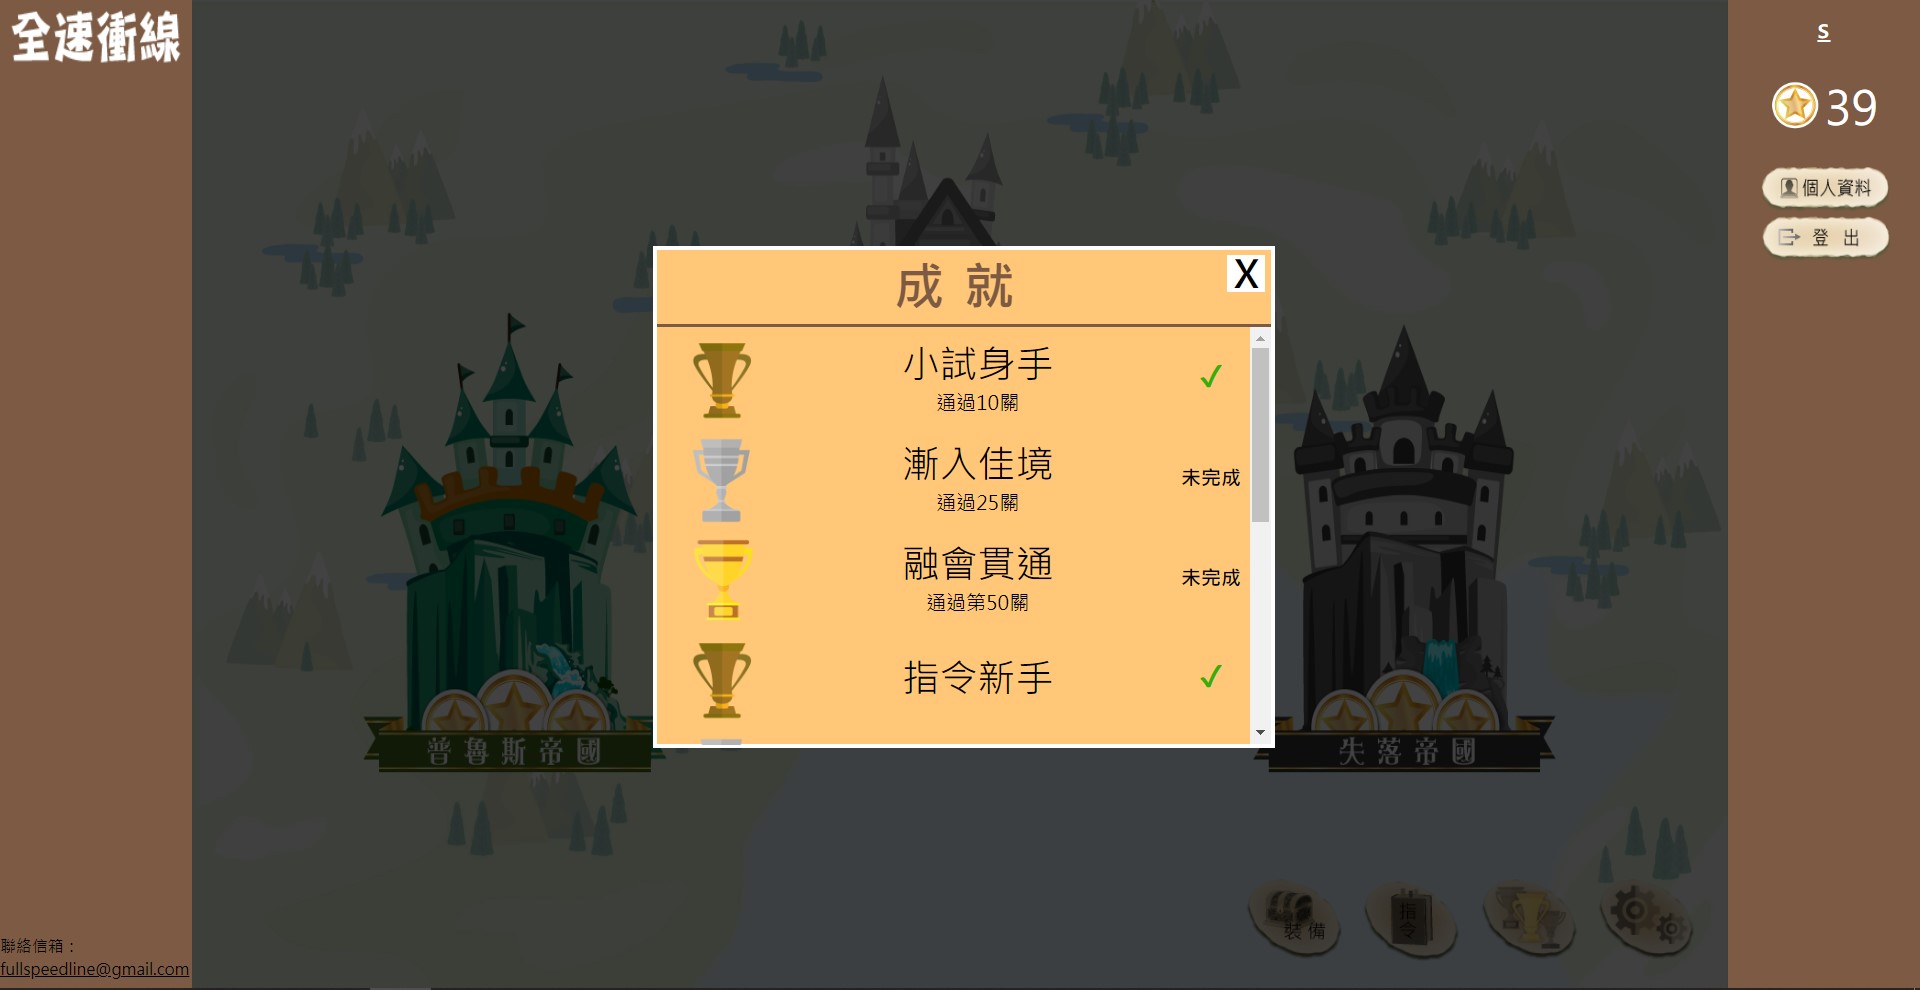 全速衝線
S
39
個人資料
登 出
成就
X
小試身手
通過10關
漸入佳境
通過25關
未完成
融會貫通
通過第50關
未完成
指令新手
普魯斯帝國
失落帝國
裝備
指令
聯絡信箱：
fullspeedline@gmail.com